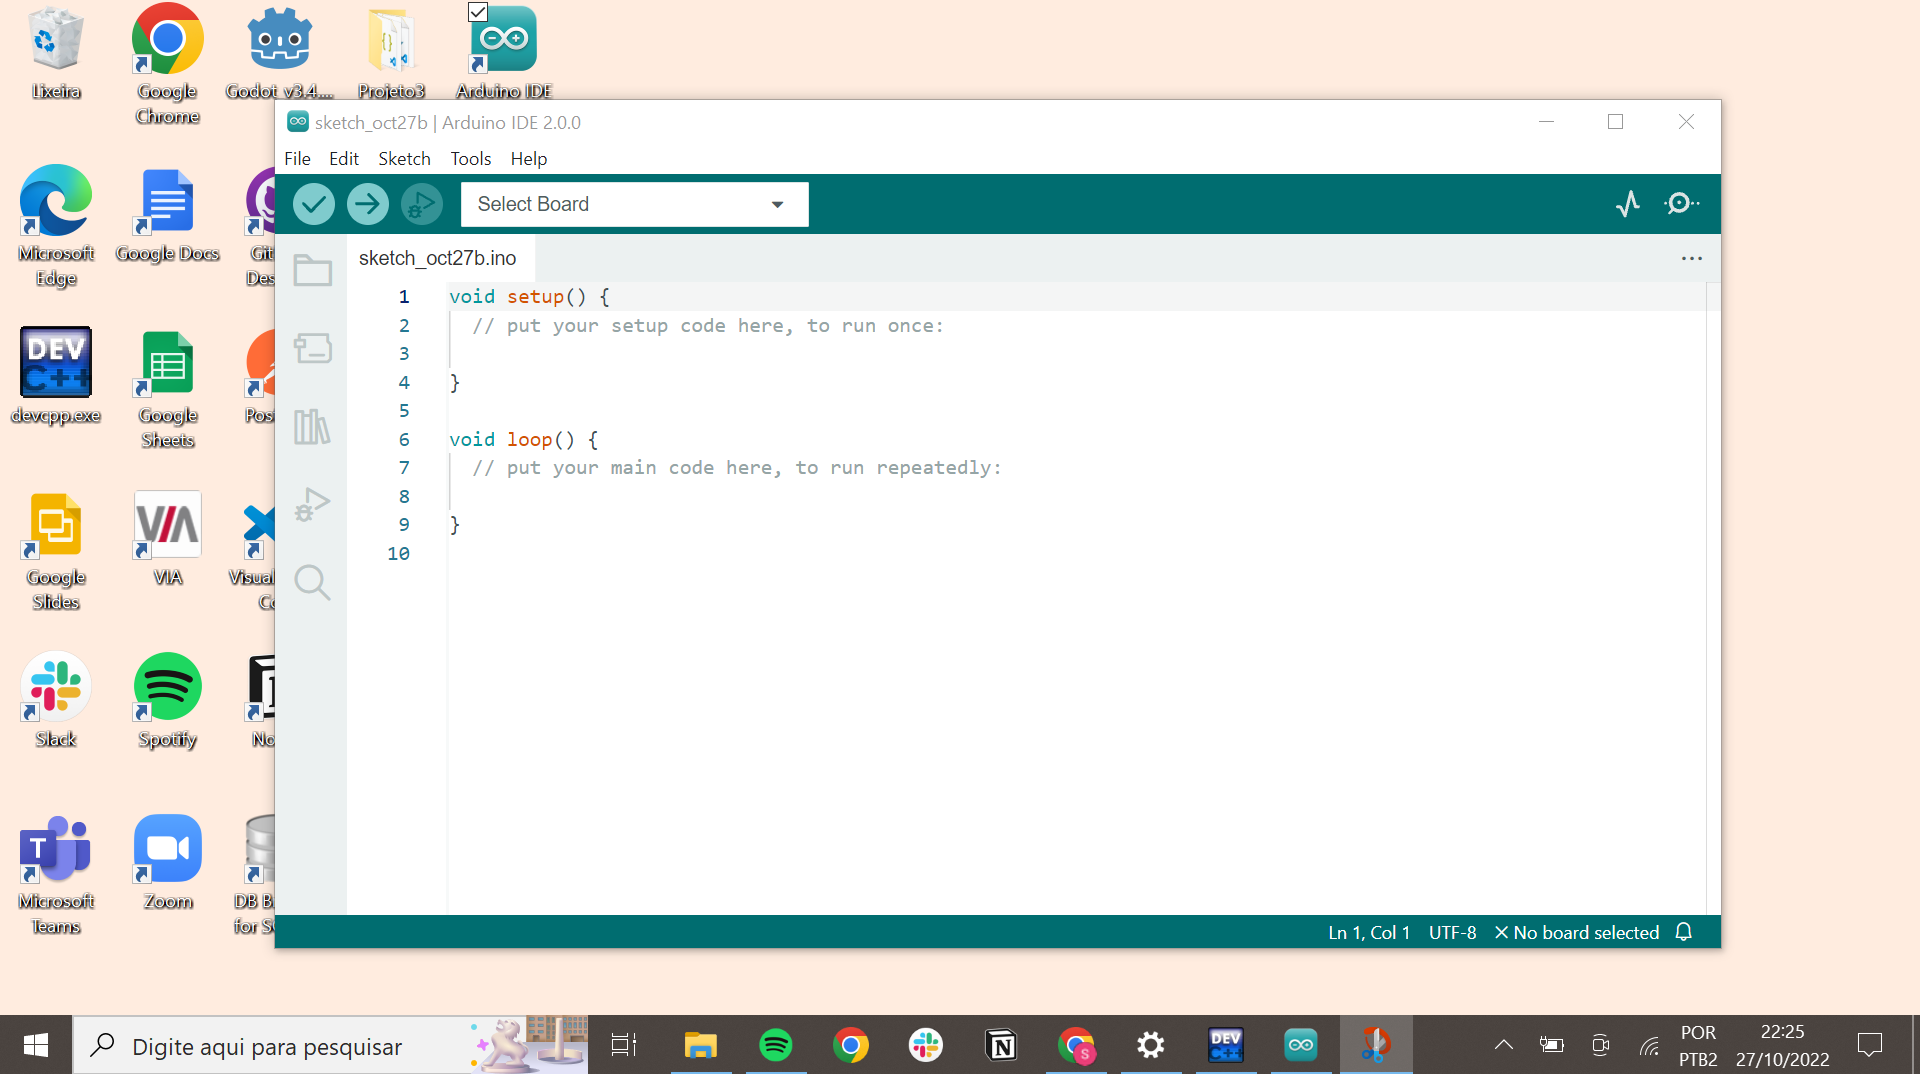 Lixeira
Google
Chrome
Godot_v3.4....
Projeto3
Arduino IDE
sketch_oct27b | Arduino IDE 2.0.0
File Edit Sketch Tools Help
Select Board
sketch_oct27b.ino
1 void setup() {
2 // put your setup code here, to run once:
3
4 }
5
6 void loop() {
7 // put your main code here, to run repeatedly:
8
9 }
10
Microsoft
Edge
Google Docs
Git
Des
DEV
C++
devcpp.exe
Google
Sheets
Pos
Google
Slides
VIA
VIA
Visual
Co
Slack
Spotify
No
T
Microsoft
Teams
Zoom
DB B
for S
Ln 1, Col 1 UTF-8 No board selected
Digite aqui para pesquisar
N
S
DEV
C++
POR
PTB2
22:25
27/10/2022